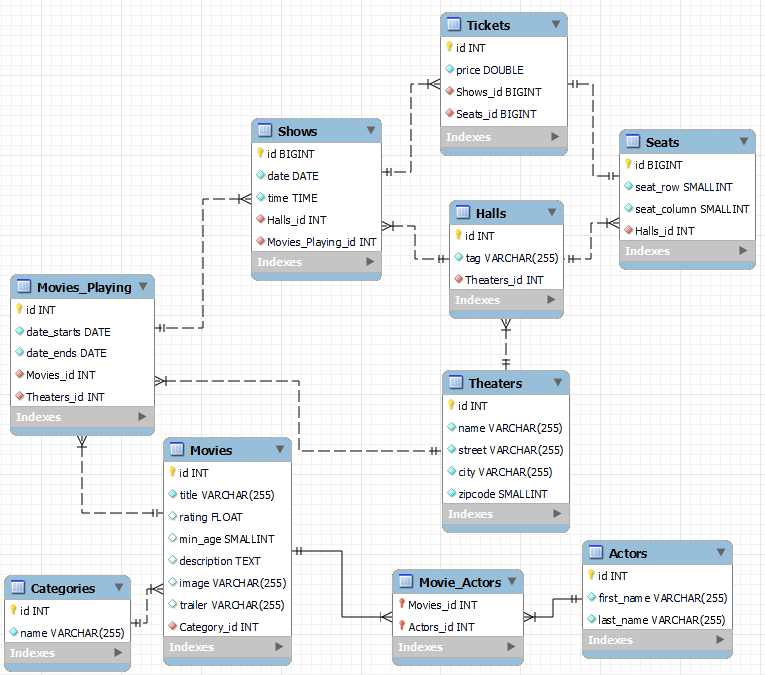 Tickets
id INT
price DOUBLE
Shows_id BIGINT
Seats_id BIGINT
Indexes
Shows
id BIGINT
date DATE
time TIME
Halls_id INT
Movies_Playing_id INT
Indexes
Seats
id BIGINT
seat_row SMALLINT
seat_column SMALLINT
Halls_id INT
Indexes
Halls
id INT
tag VARCHAR(255)
Theaters_id INT
Indexes
Movies_Playing
id INT
date_starts DATE
date_ends DATE
Movies_id INT
Theaters_id INT
Indexes
Theaters
id INT
name VARCHAR(255)
street VARCHAR(255)
city VARCHAR(255)
zipcode SMALLINT
Indexes
Movies
id INT
title VARCHAR(255)
rating FLOAT
min_age SMALLINT
description TEXT
image VARCHAR(255)
trailer VARCHAR(255)
Category_id INT
Indexes
Categories
id INT
name VARCHAR(255)
Indexes
Movie_Actors
Movies_id INT
Actors_id INT
Indexes
Actors
id INT
first_name VARCHAR(255)
last_name VARCHAR(255)
Indexes